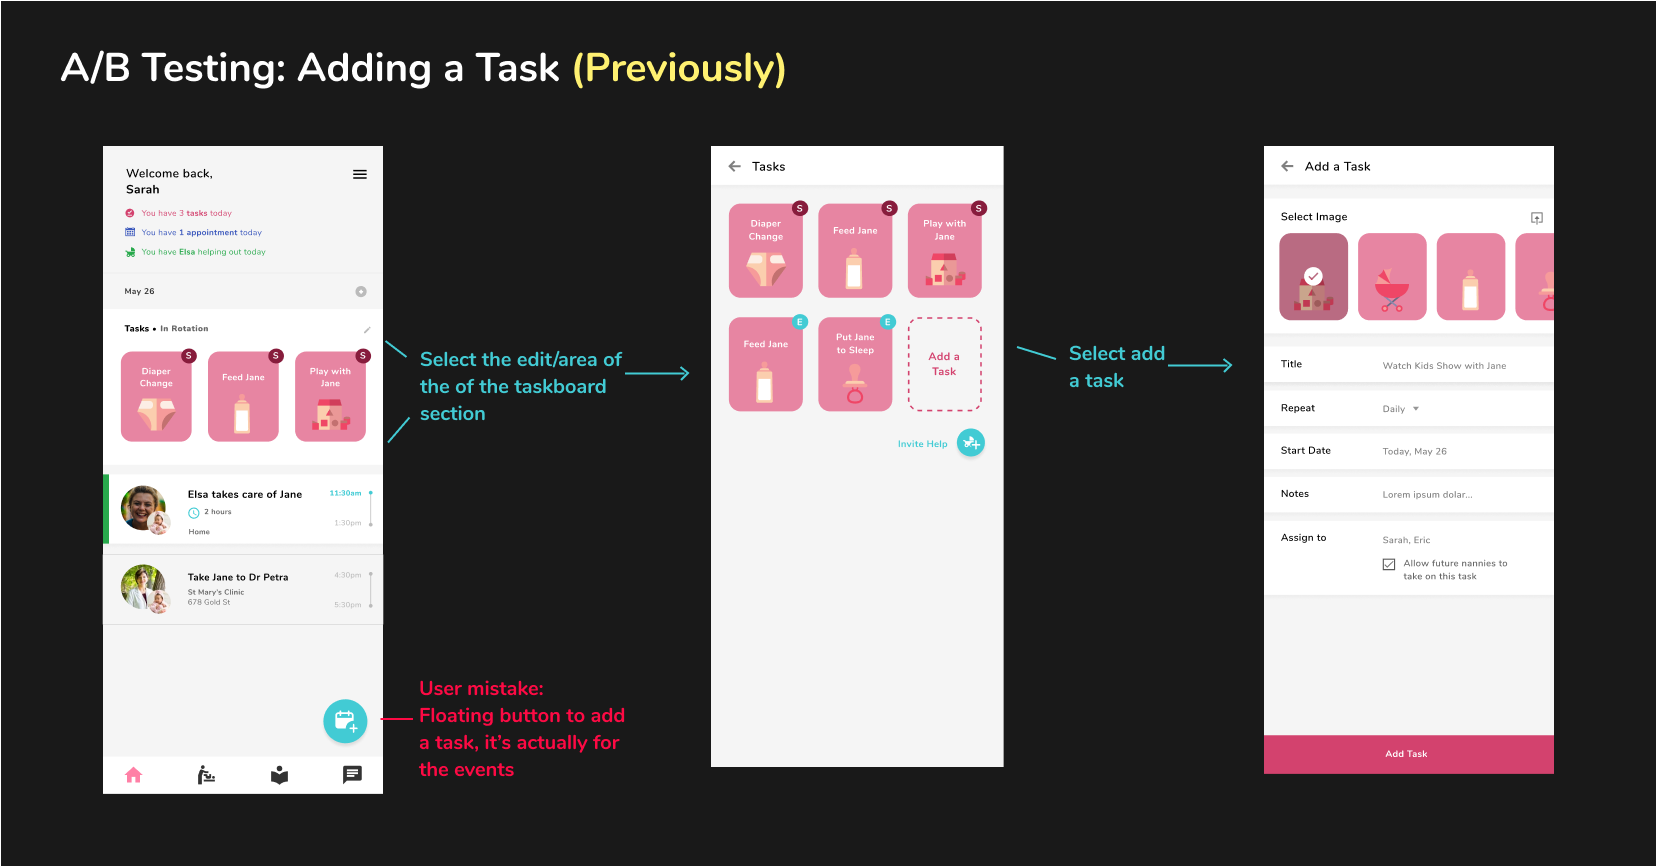 A/B Testing: Adding a Task (Previously)
Welcome back,
Sarah
You have 3 tasks today
You have 1 appointment today
You have Elsa helping out today
May 26
Tasks • In Rotation
S
S
S
Diaper
Change
Feed Jane
Play with
Jane
Elsa takes care of Jane
11:30am
2 hours
1:30pm
Home
Take Jane to Dr Petra
4:30pm
St Mary's Clinic
678 Gold St
5:30pm
Select the edit/area of
the of the taskboard
section
User mistake:
Floating button to add
a task, it's actually for
the events
Tasks
S
S
S
Diaper
Change
Feed Jane
Play with
Jane
E
E
Feed Jane
Put Jane
to Sleep
Add a
Task
Invite Help
Select add
a task
Add a Task
Select Image
Title
Watch Kids Show with Jane
Repeat
Daily
Start Date
Today, May 26
Notes
Lorem ipsum dolar...
Assign to
Sarah, Eric
Allow future nannies to
take on this task
Add Task